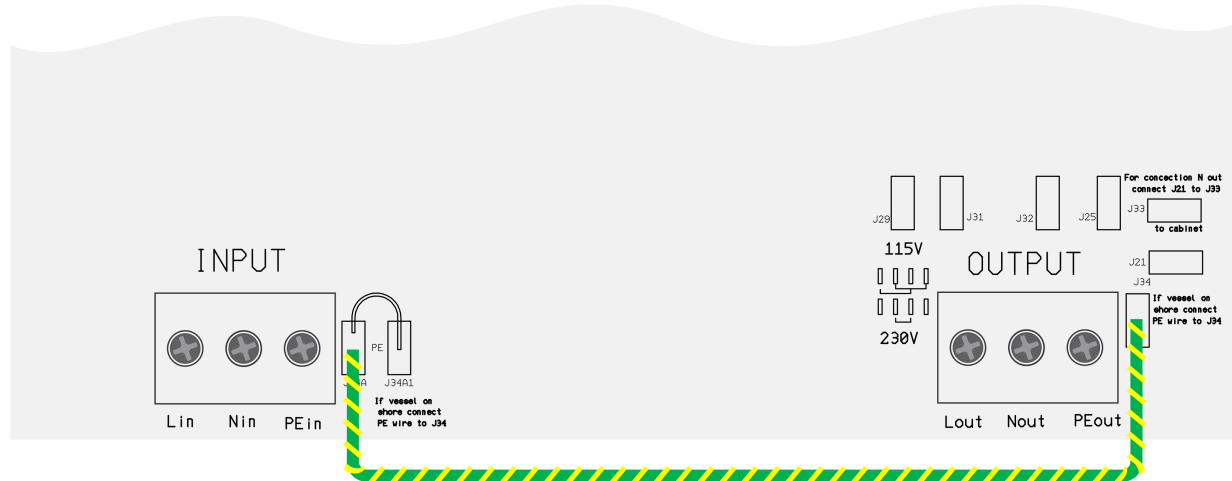 For concection N out
connect J21 to J33
J33
to cabinet
J29
J31
J32
J25
115V
INPUT
OUTPUT
J21
J34
If vessel on
shore connect
PE wire to J34
230V
PE
J34A1
If vessel on
shore connect
PE wire to J34
Lin
Nin
PEin
Lout
Nout
PEout